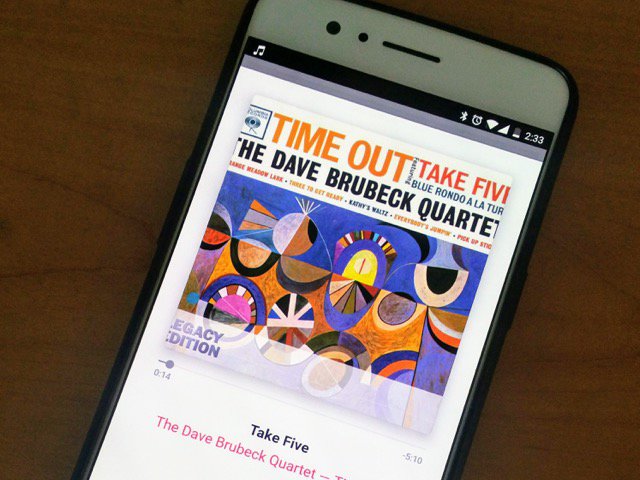 2:33
TIME OUT
Featuring
TAKE FIVE
BLUE RONDO A LA TUR
THE DAVE BRUBECK QUARTET
RANGE MEADOW LARK • THREE TO GET READY • KATHY'S WALTZ • EVERYBODY'S JUMPIN' • PICK UP STIC
LEGACY
EDITION
0:14
-5:10
Take Five
The Dave Brubeck Quartet — Ti